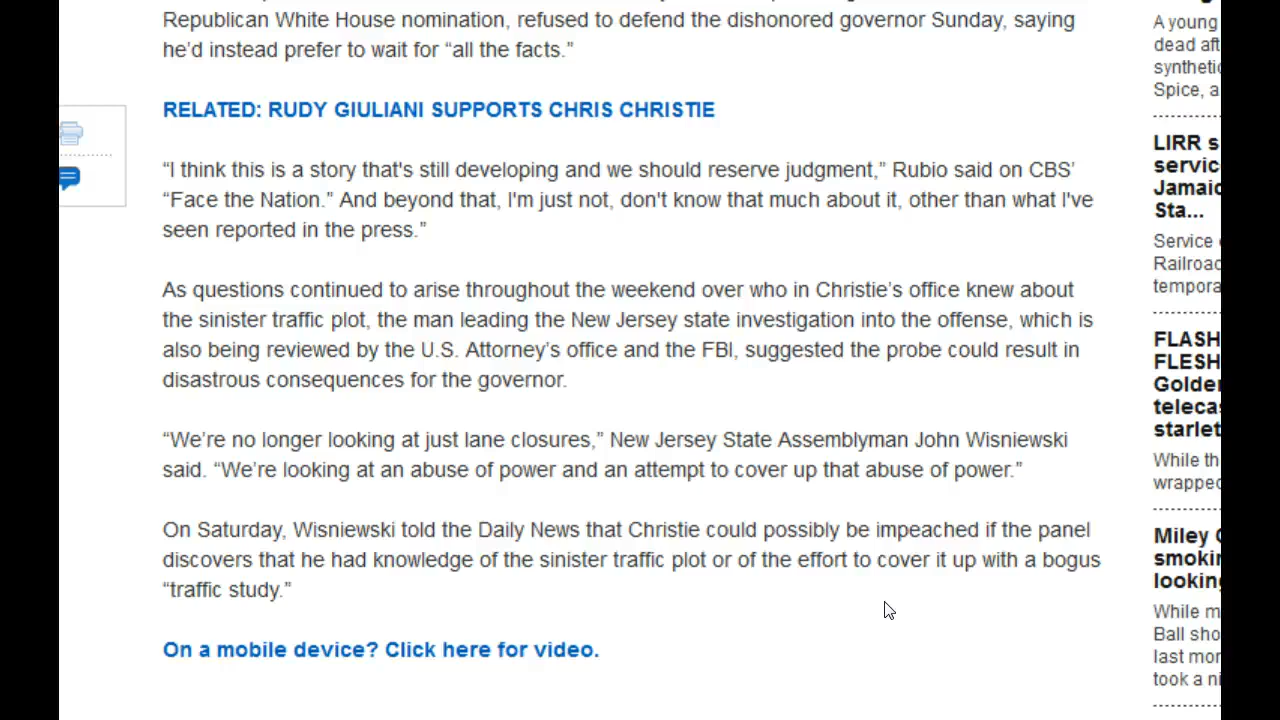 Republican White House nomination, refused to defend the dishonored governor Sunday, saying
he’d instead prefer to wait for “all the facts.”
RELATED: RUDY GIULIANI SUPPORTS CHRIS CHRISTIE
“I think this is a story that's still developing and we should reserve judgment,” Rubio said on CBS’
“Face the Nation.” And beyond that, I'm just not, don't know that much about it, other than what I've
seen reported in the press.”
As questions continued to arise throughout the weekend over who in Christie’s office knew about
the sinister traffic plot, the man leading the New Jersey state investigation into the offense, which is
also being reviewed by the U.S. Attorney’s office and the FBI, suggested the probe could result in
disastrous consequences for the governor.
“We’re no longer looking at just lane closures,” New Jersey State Assemblyman John Wisniewski
said. “We’re looking at an abuse of power and an attempt to cover up that abuse of power.”
On Saturday, Wisniewski told the Daily News that Christie could possibly be impeached if the panel
discovers that he had knowledge of the sinister traffic plot or of the effort to cover it up with a bogus
“traffic study.”
On a mobile device? Click here for video.
A young
dead aft
synthetic
Spice, a
LIRR s
service
Jamaic
Sta...
Service
Railroad
tempora
FLASH
FLESH
Golden
teleca
starlet
While th
wrapped
Miley
smokin
looking
While m
Ball sho
last mor
took a ni